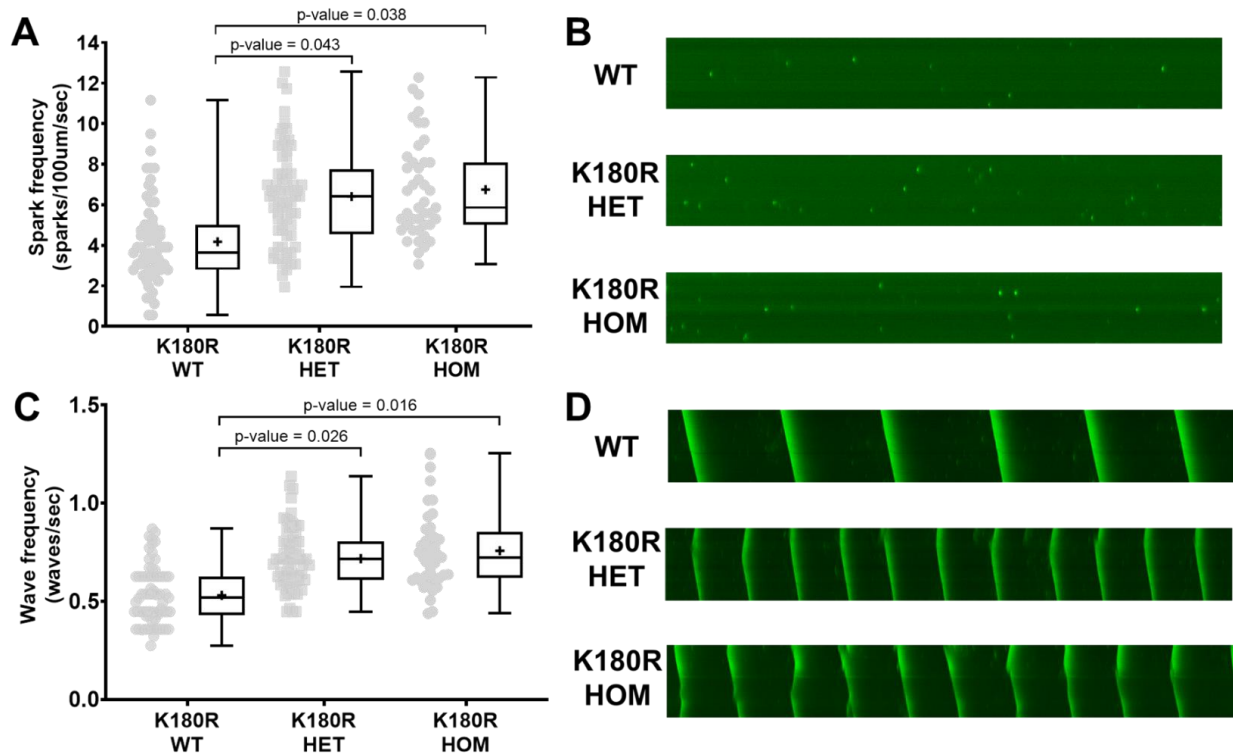 A
p-value = 0.038
p-value = 0.043
Spark frequency
(sparks/100um/sec)
14
12
10
8
6
4
2
0
K180R
WT
K180R
HET
K180R
HOM
B
WT
K180R
HET
K180R
HOM
C
p-value = 0.016
p-value = 0.026
Wave frequency
(waves/sec)
1.5
1.0
0.5
0.0
K180R
WT
K180R
HET
K180R
HOM
D
WT
K180R
HET
K180R
HOM